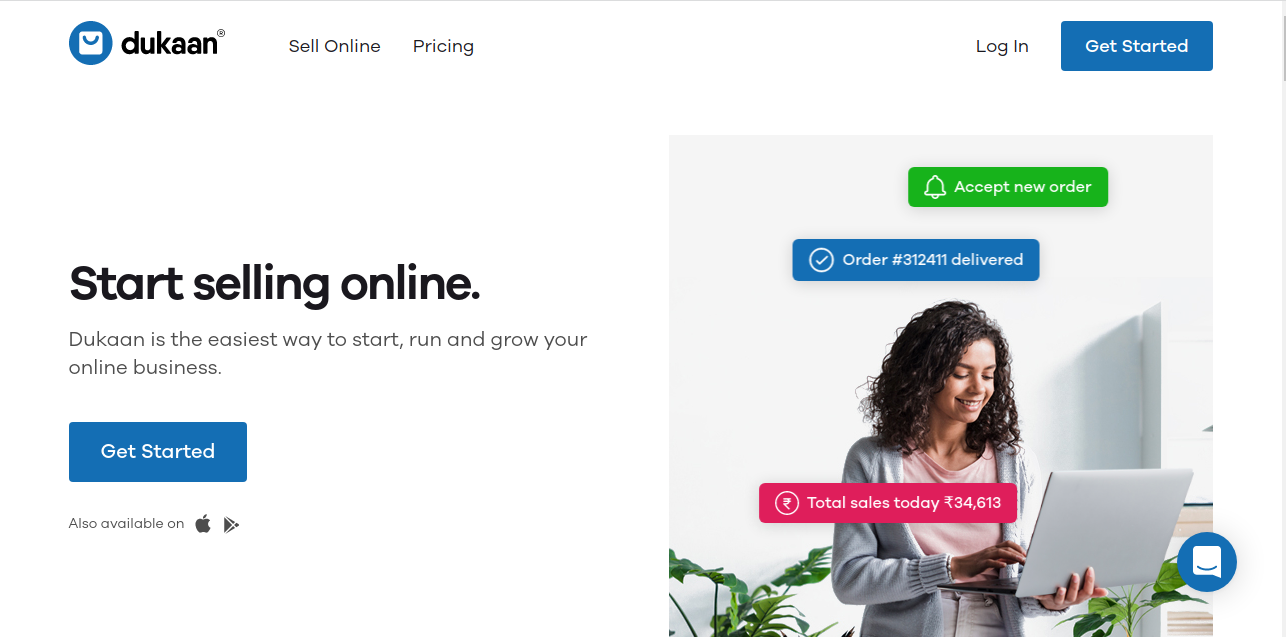 dukaan®
Sell Online
Pricing
Log In
Get Started
Start selling online.
Dukaan is the easiest way to start, run and grow your
online business.
Get Started
Also available on
Accept new order
Order #312411 delivered
₹ Total sales today ₹34,613